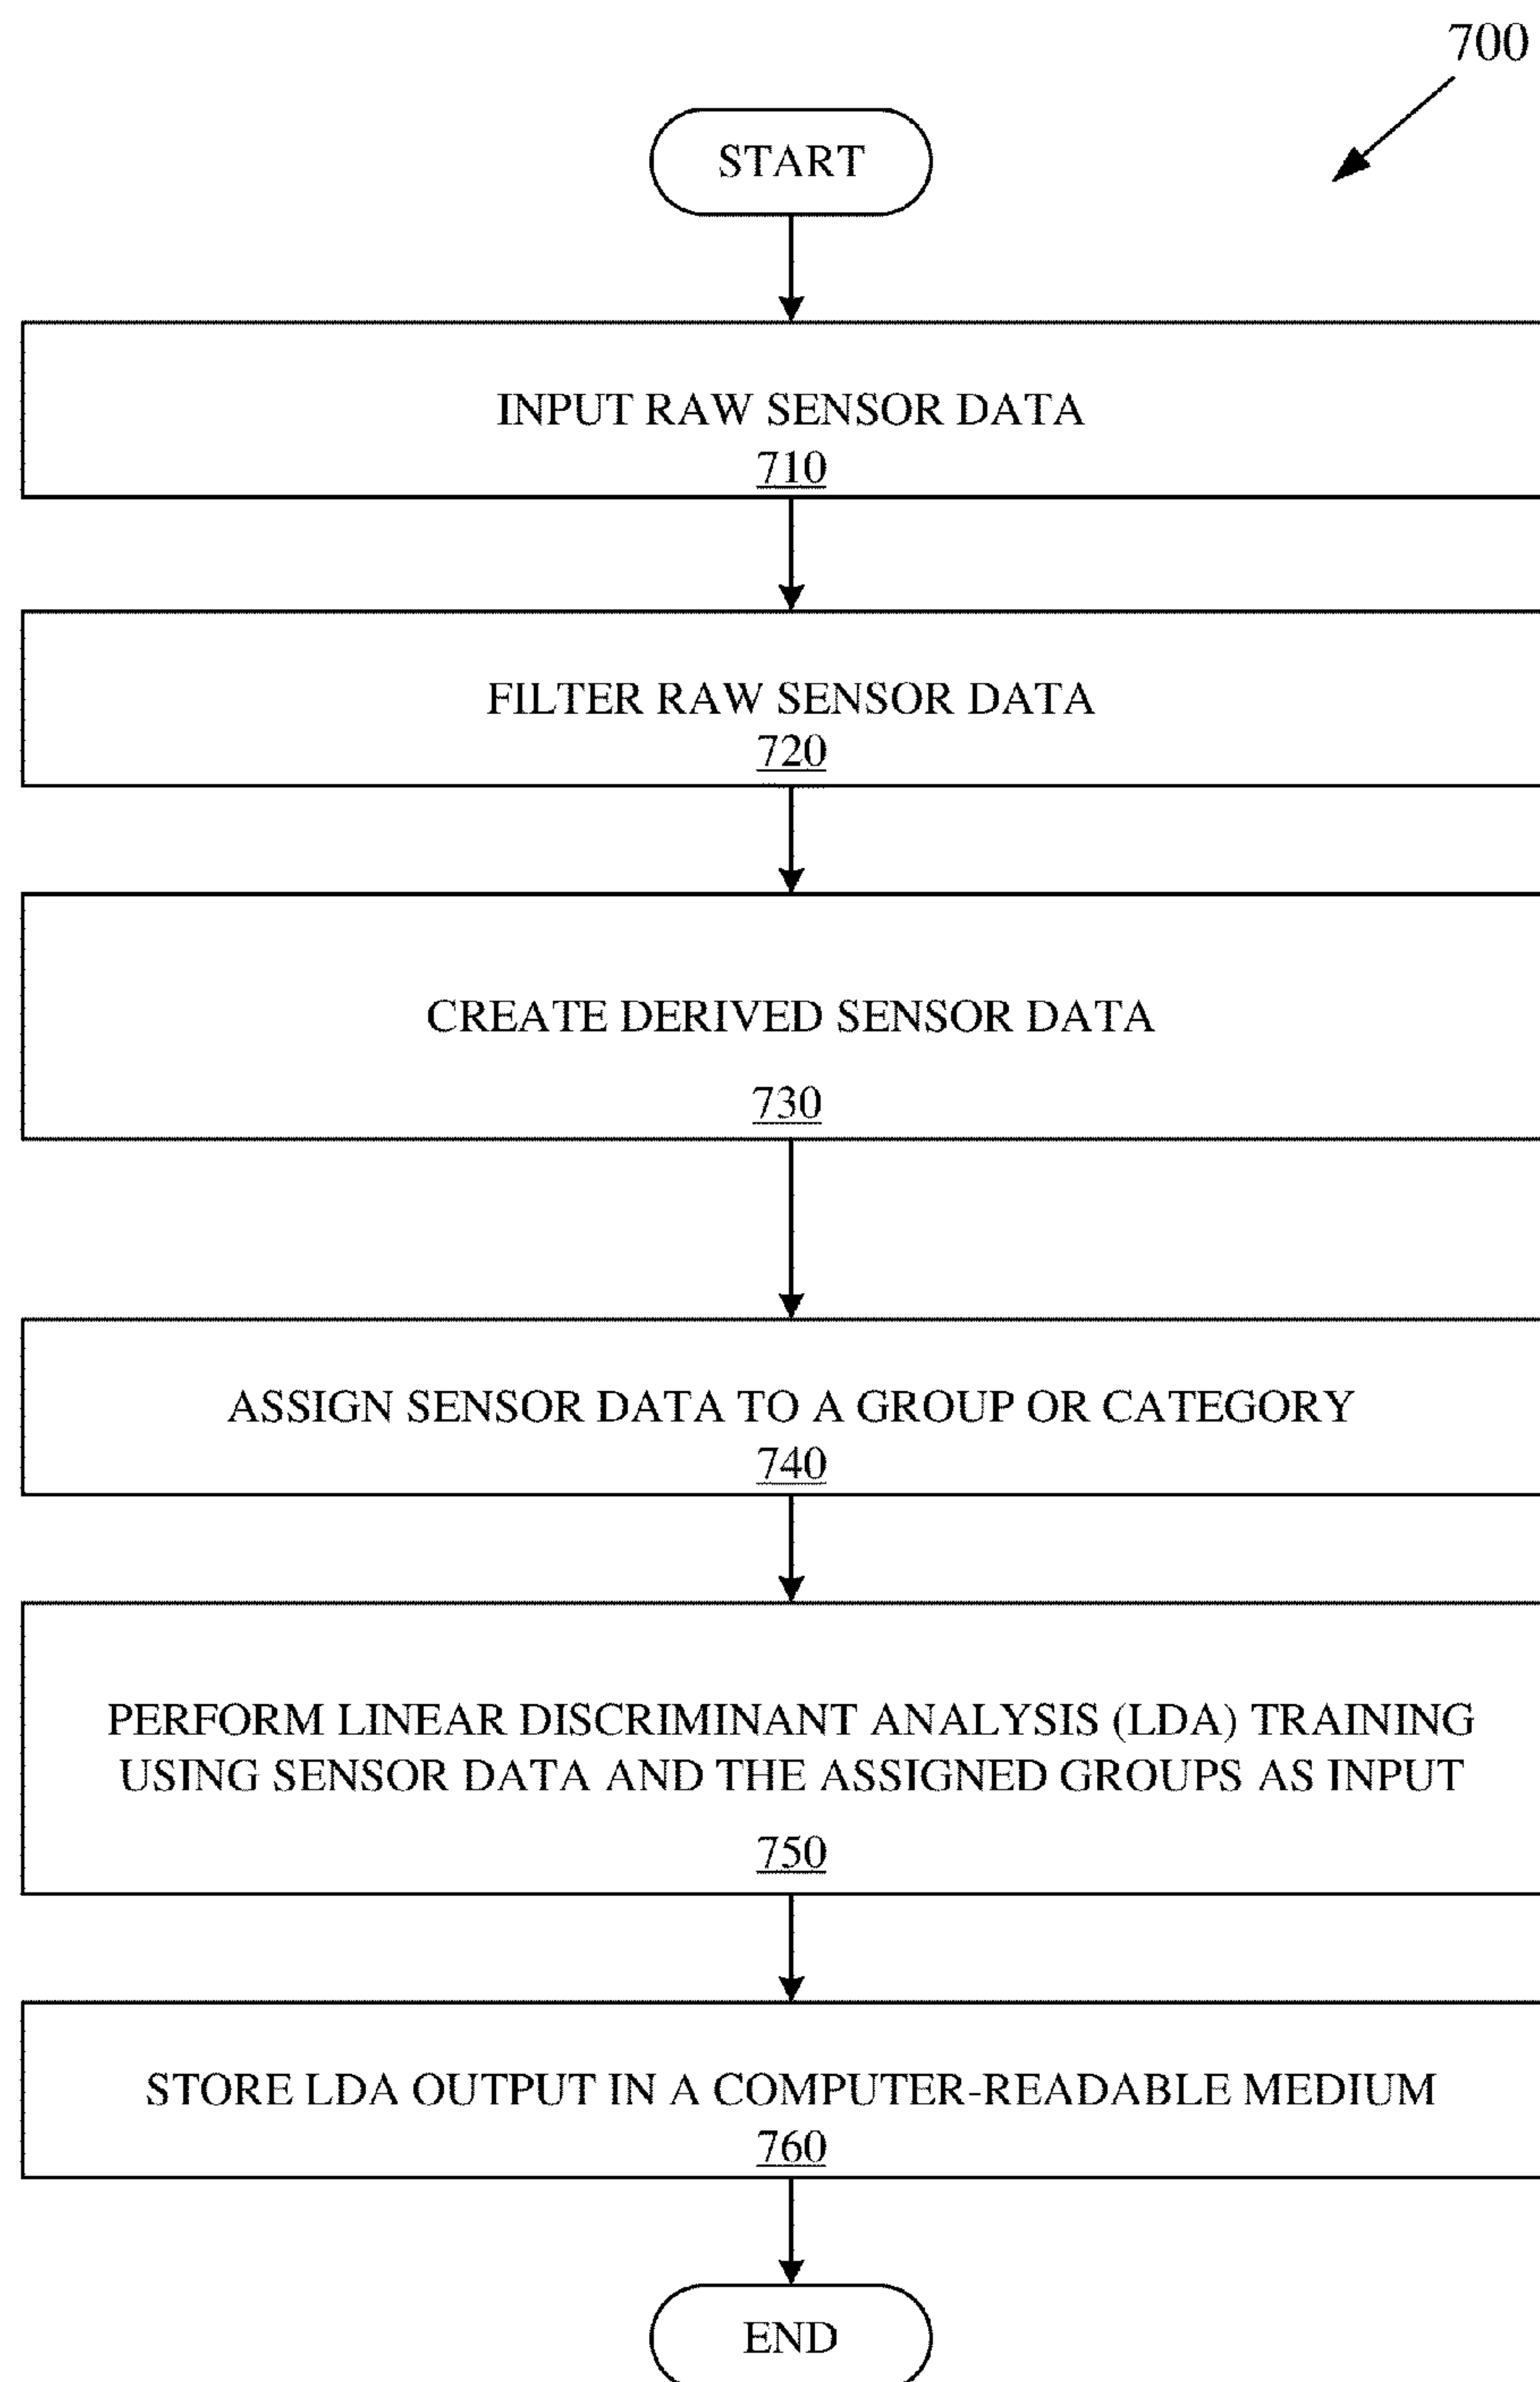 700
START
INPUT RAW SENSOR DATA
710
FILTER RAW SENSOR DATA
720
CREATE DERIVED SENSOR DATA
730
ASSIGN SENSOR DATA TO A GROUP OR CATEGORY
740
PERFORM LINEAR DISCRIMINANT ANALYSIS (LDA) TRAINING
USING SENSOR DATA AND THE ASSIGNED GROUPS AS INPUT
750
STORE LDA OUTPUT IN A COMPUTER-READABLE MEDIUM
760
END